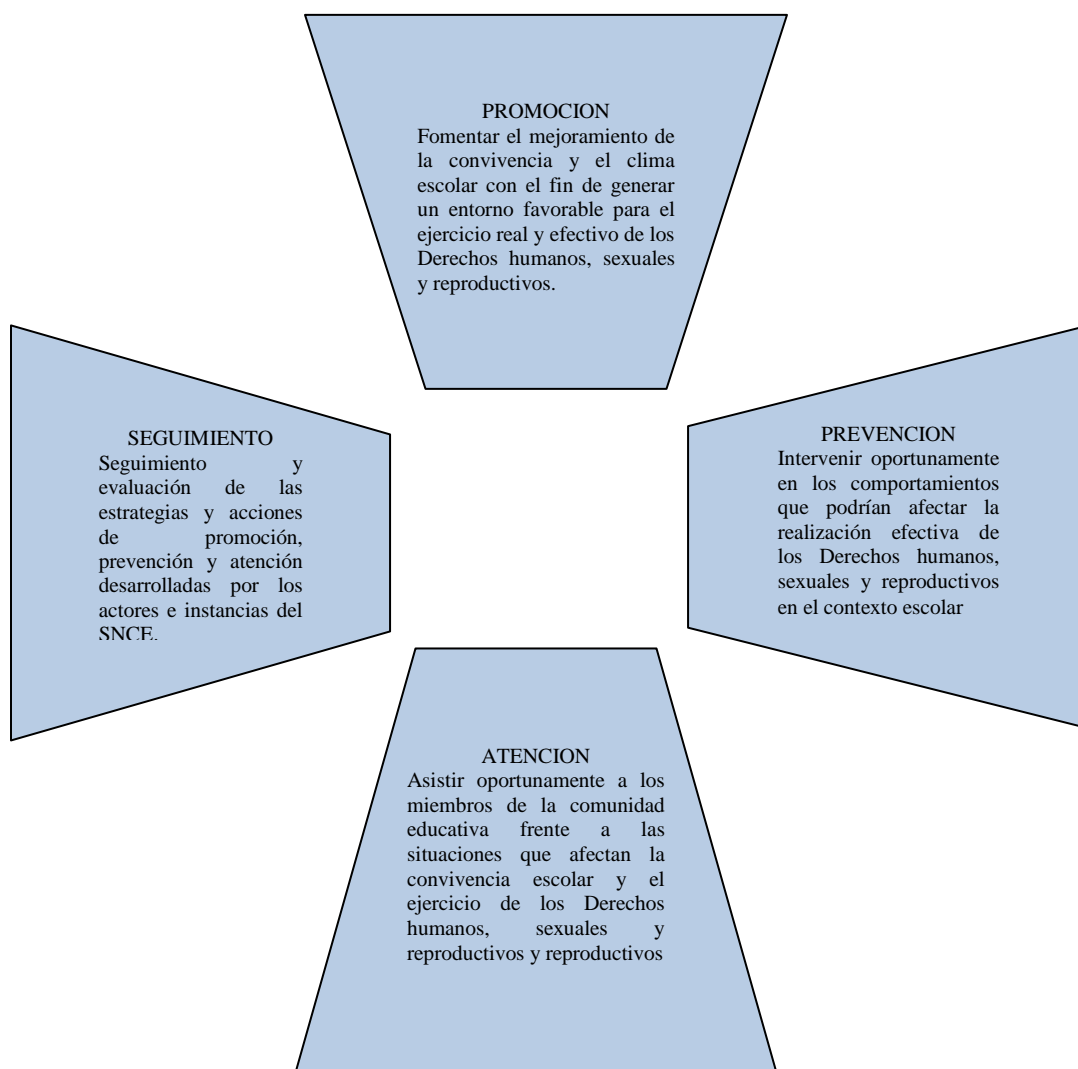 PROMOCION
Fomentar el mejoramiento de
la convivencia y el clima
escolar con el fin de generar
un entorno favorable para el
ejercicio real y efectivo de los
Derechos humanos, sexuales
y reproductivos.
SEGUIMIENTO
Seguimiento y
evaluación de las
estrategias y acciones
de promoción,
prevención y atención
desarrolladas por los
actores e instancias del
SNCE.
PREVENCION
Intervenir oportunamente
en los comportamientos
que podrían afectar la
realización efectiva de
los Derechos humanos,
sexuales y reproductivos
en el contexto escolar
ATENCION
Asistir oportunamente a los
miembros de la comunidad
educativa frente a las
situaciones que afectan la
convivencia escolar y el
ejercicio de los Derechos
humanos, sexuales y
reproductivos y reproductivos